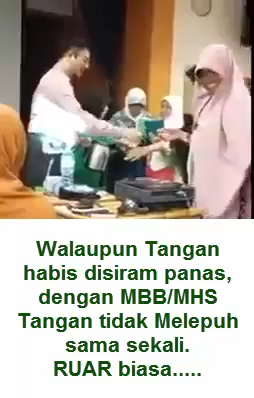 Walaupun Tangan
habis disiram panas,
dengan MBB/MHS
Tangan tidak Melepuh
sama sekali.
RUAR biasa.....